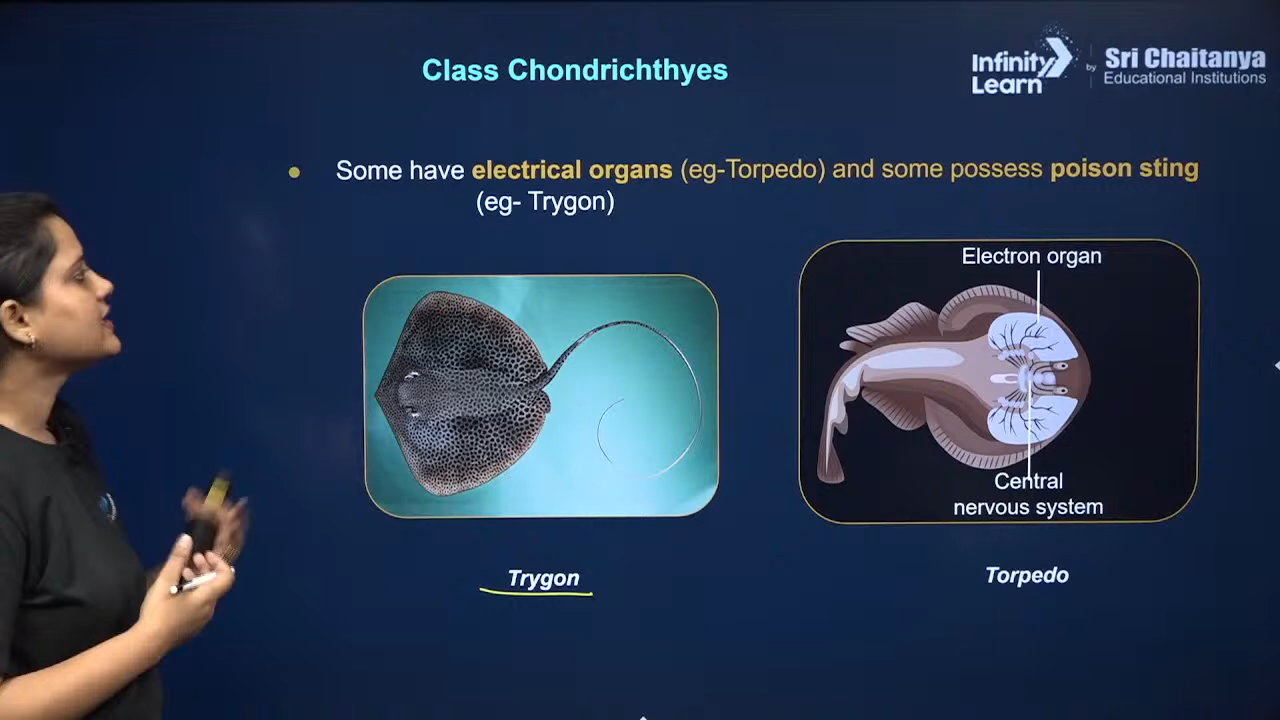 Class Chondrichthyes
Infinity Learn
by
Sri Chaitanya
Educational Institutions
Some have electrical organs (eg-Torpedo) and some possess poison sting
(eg- Trygon)
Electron organ
Central
nervous system
Trygon
Torpedo